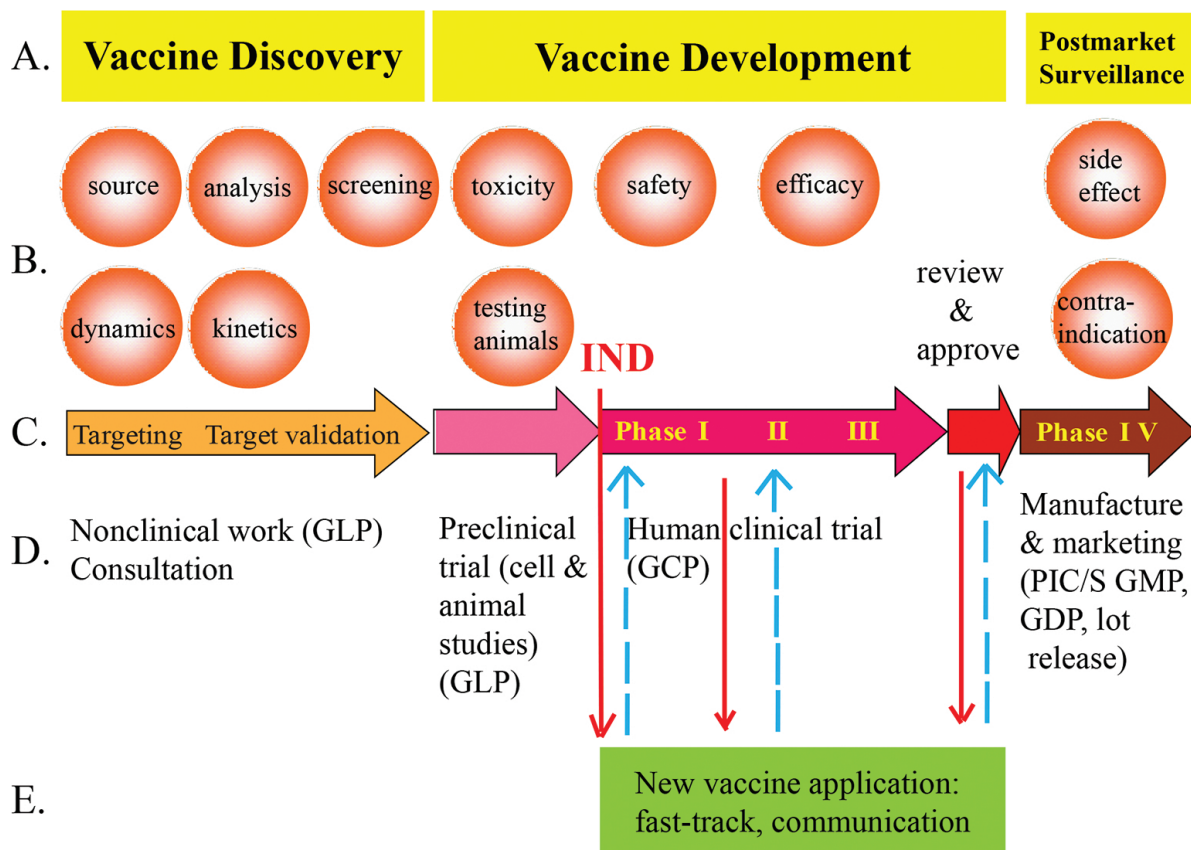 A.
Vaccine Discovery
Vaccine Development
Postmarket
Surveillance
B.
source
analysis
screening
toxicity
safety
efficacy
side
effect
dynamics
kinetics
testing
animals
IND
review
&
approve
contra-
indication
C.
Targeting Target validation
Phase I II III
Phase I V
D.
Nonclinical work (GLP)
Consultation
Preclinical
trial (cell &
animal
studies)
(GLP)
Human clinical trial
(GCP)
Manufacture
& marketing
(PIC/S GMP,
GDP, lot
release)
E.
New vaccine application:
fast-track, communication